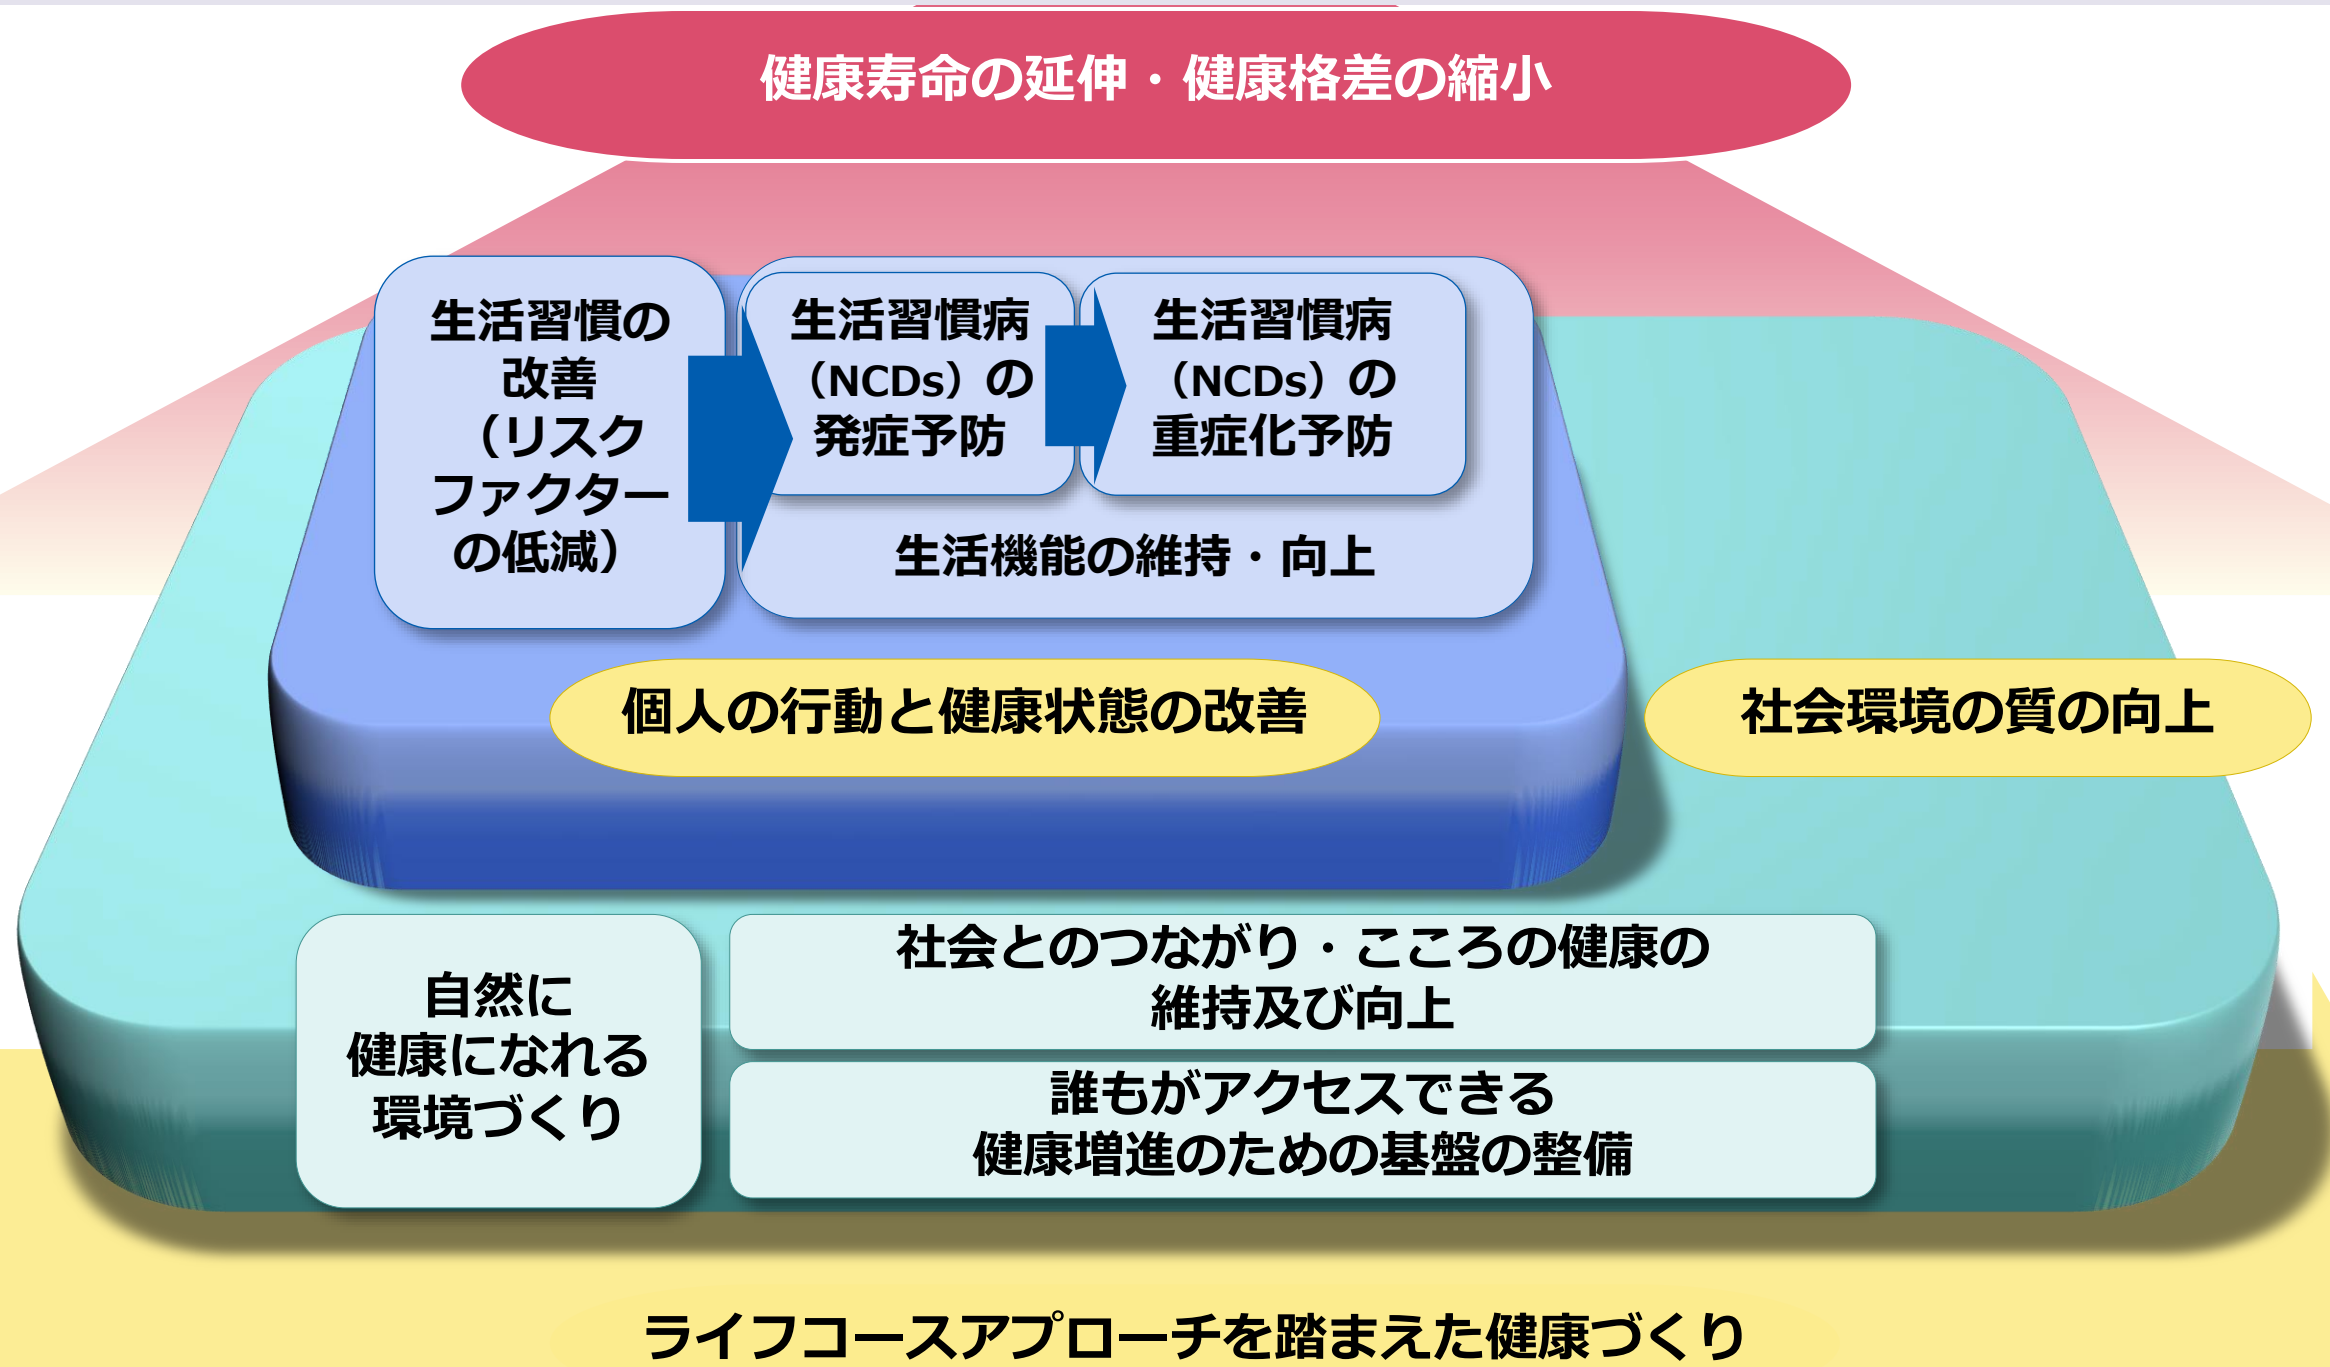 健康寿命の延伸・健康格差の縮小
生活習慣の
改善
（リスク
ファクター
の低減）
生活習慣病
（NCDs）の
発症予防
生活習慣病
（NCDs）の
重症化予防
生活機能の維持・向上
個人の行動と健康状態の改善
社会環境の質の向上
自然に
健康になれる
環境づくり
社会とのつながり・こころの健康の
維持及び向上
誰もがアクセスできる
健康増進のための基盤の整備
ライフコースアプローチを踏まえた健康づくり